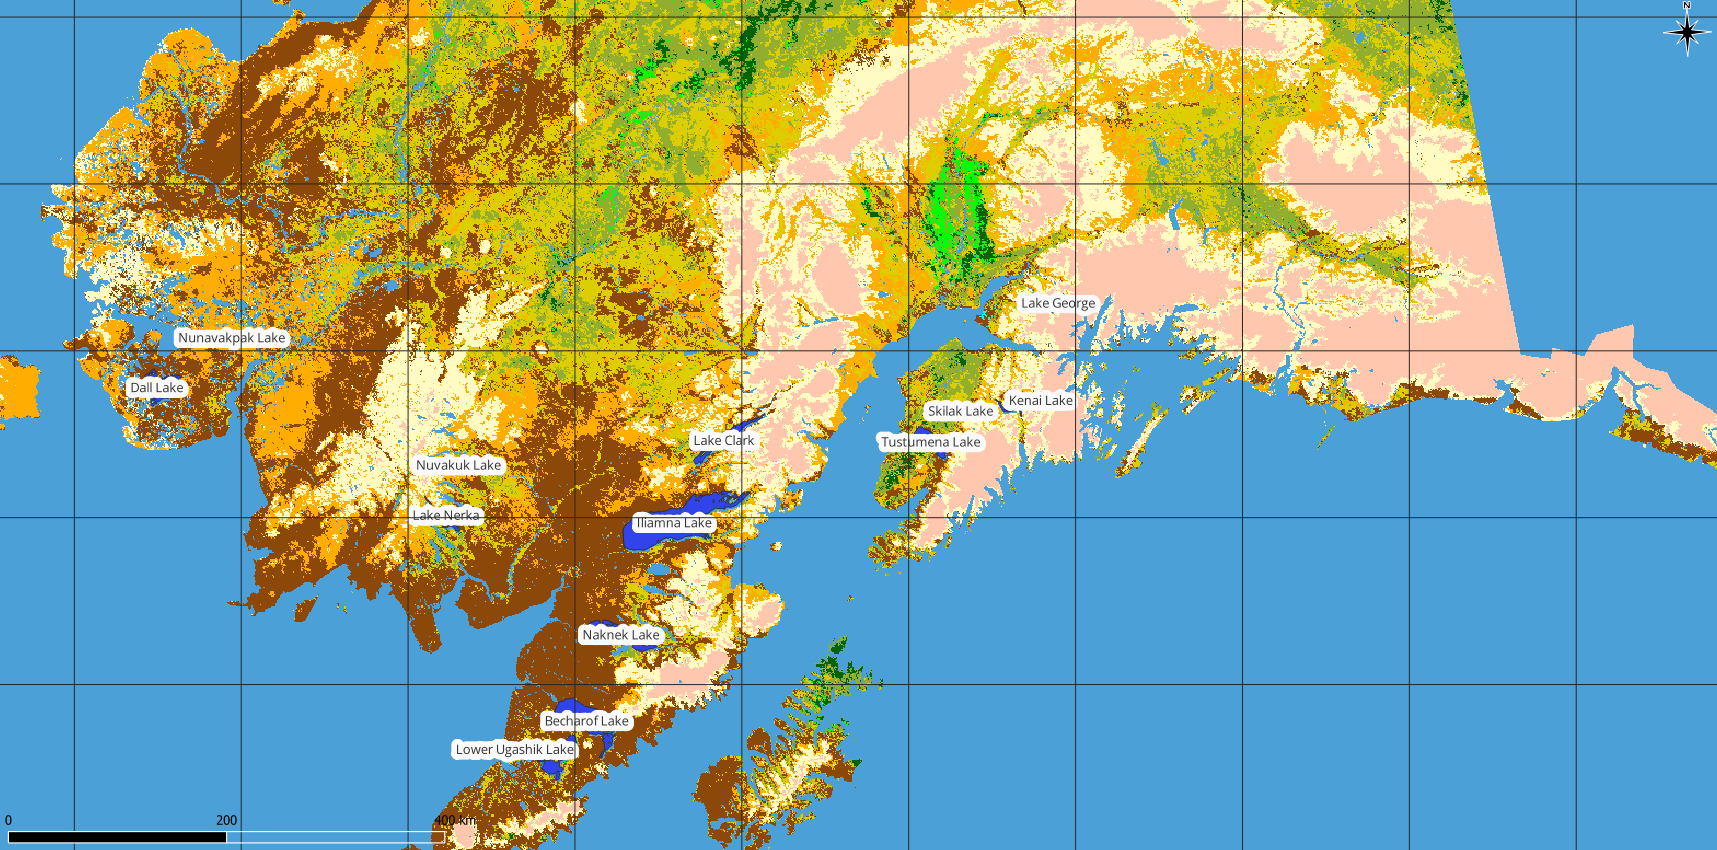 N
Lake George
Nunavakpak Lake
Dall Lake
Kenai Lake
Skilak Lake
Lake Clark
Tustumena Lake
Nuvakuk Lake
Lake Nerka
Iliamna Lake
Naknek Lake
Becharof Lake
Lower Ugashik Lake
0 200 400 km